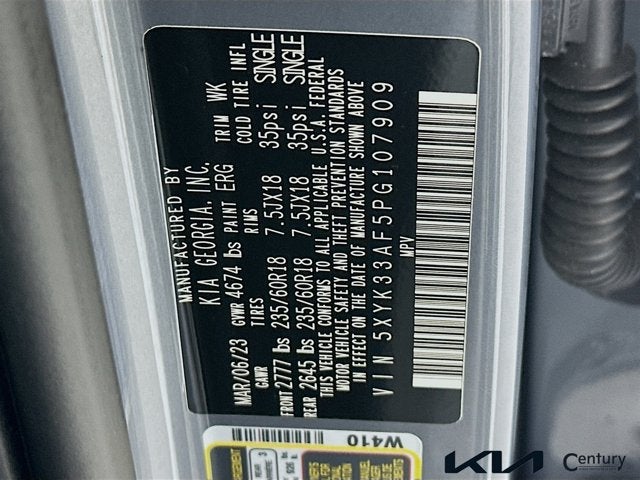 MANUFACTURED BY
KIA GEORGIA, INC.
MAR/06/23 GVWR 4674 lbs PAINT ERG TRIM WK
GAWR TIRES RIMS COLD TIRE INFL
FRONT 2777 lbs 235/60R18 7.5JX18 35psi SINGLE
REAR 2645 lbs 235/60R18 7.5JX18 35psi SINGLE
THIS VEHICLE CONFORMS TO ALL APPLICABLE U.S.A. FEDERAL
MOTOR VEHICLE SAFETY AND THEFT PREVENTION STANDARDS
IN EFFECT ON THE DATE OF MANUFACTURE SHOWN ABOVE
VIN 5XYK33AF5PG107909
MPV
W410
REAR
KIA
Century